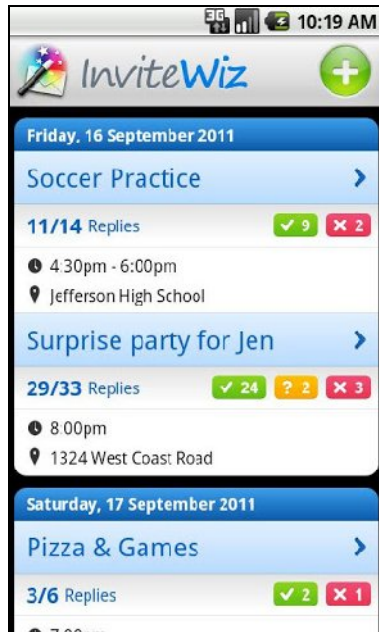 3G 10:19 AM
InviteWiz
Friday, 16 September 2011
Soccer Practice
11/14 Replies 9 2
4:30pm - 6:00pm
Jefferson High School
Surprise party for Jen
29/33 Replies 24 ? 2 3
8:00pm
1324 West Coast Road
Saturday, 17 September 2011
Pizza & Games
3/6 Replies 2 1